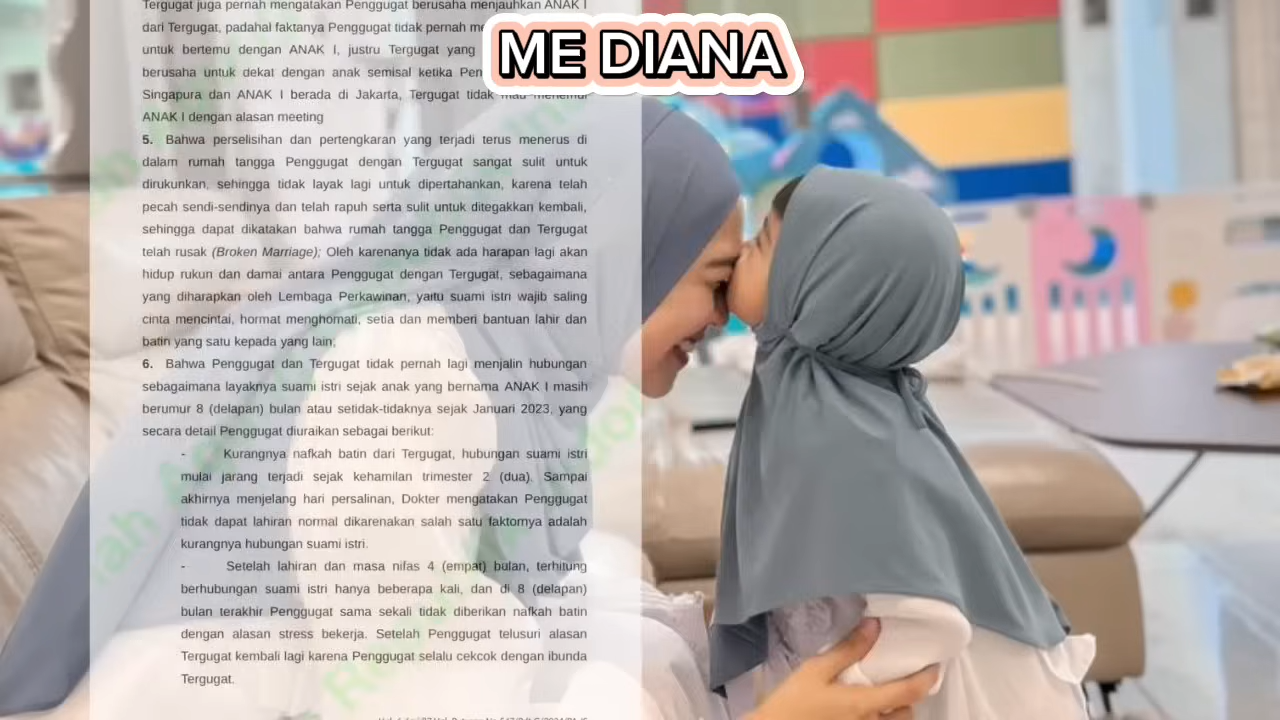 ME DIANA
Tergugat juga pernah mengatakan Penggugat berusaha menjauhkan ANAK I
dari Tergugat, padahal faktanya Penggugat tidak pernah
untuk bertemu dengan ANAK I, justru Tergugat yang
berusaha untuk dekat dengan anak semisal ketika
Singapura dan ANAK I berada di Jakarta, Tergugat tidak mau menemui
ANAK I dengan alasan meeting
5. Bahwa perselisihan dan pertengkaran yang terjadi terus menerus di
dalam rumah tangga Penggugat dengan Tergugat sangat sulit untuk
dirukunkan, sehingga tidak layak lagi untuk dipertahankan, karena telah
pecah sendi-sendinya dan telah rapuh serta sulit untuk ditegakkan kembali,
sehingga dapat dikatakan bahwa rumah tangga Penggugat dan Tergugat
telah rusak (Broken Marriage); Oleh karenanya tidak ada harapan lagi akan
hidup rukun dan damai antara Penggugat dengan Tergugat, sebagaimana
yang diharapkan oleh Lembaga Perkawinan, yaitu suami istri wajib saling
cinta mencintai, hormat menghormati, setia dan memberi bantuan lahir dan
batin yang satu kepada yang lain;
6. Bahwa Penggugat dan Tergugat tidak pernah lagi menjalin hubungan
sebagaimana layaknya suami istri sejak anak yang bernama ANAK I masih
berumur 8 (delapan) bulan atau setidak-tidaknya sejak Januari 2023, yang
secara detail Penggugat diuraikan sebagai berikut:
- Kurangnya nafkah batin dari Tergugat, hubungan suami istri
mulai jarang terjadi sejak kehamilan trimester 2 (dua). Sampai
akhirnya menjelang hari persalinan, Dokter mengatakan Penggugat
tidak dapat lahiran normal dikarenakan salah satu faktornya adalah
kurangnya hubungan suami istri.
- Setelah lahiran dan masa nifas 4 (empat) bulan, terhitung
berhubungan suami istri hanya beberapa kali, dan di 8 (delapan)
bulan terakhir Penggugat sama sekali tidak diberikan nafkah batin
dengan alasan stress bekerja. Setelah Penggugat telusuri alasan
Tergugat kembali lagi karena Penggugat selalu cekcok dengan ibunda
Tergugat.